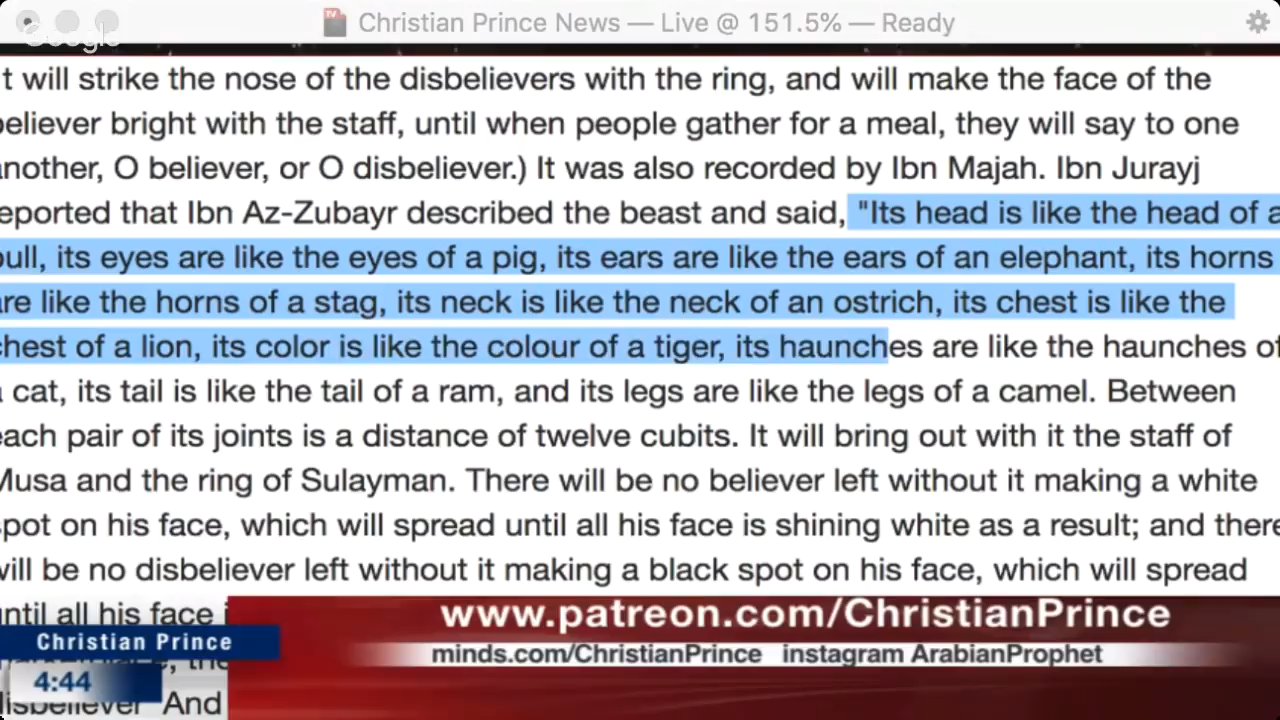 Christian Prince News — Live @ 151.5% — Ready
Google
t will strike the nose of the disbelievers with the ring, and will make the face of the
believer bright with the staff, until when people gather for a meal, they will say to one
another, O believer, or O disbeliever.) It was also recorded by Ibn Majah. Ibn Jurayj
eported that Ibn Az-Zubayr described the beast and said, "Its head is like the head of a
bull, its eyes are like the eyes of a pig, its ears are like the ears of an elephant, its horns
are like the horns of a stag, its neck is like the neck of an ostrich, its chest is like the
chest of a lion, its color is like the colour of a tiger, its haunches are like the haunches of
a cat, its tail is like the tail of a ram, and its legs are like the legs of a camel. Between
each pair of its joints is a distance of twelve cubits. It will bring out with it the staff of
Musa and the ring of Sulayman. There will be no believer left without it making a white
spot on his face, which will spread until all his face is shining white as a result; and there
will be no disbeliever left without it making a black spot on his face, which will spread
until all his face i
www.patreon.com/ChristianPrince
Christian Prince
minds.com/ChristianPrince instagram ArabianProphet
4:44
disbeliever And